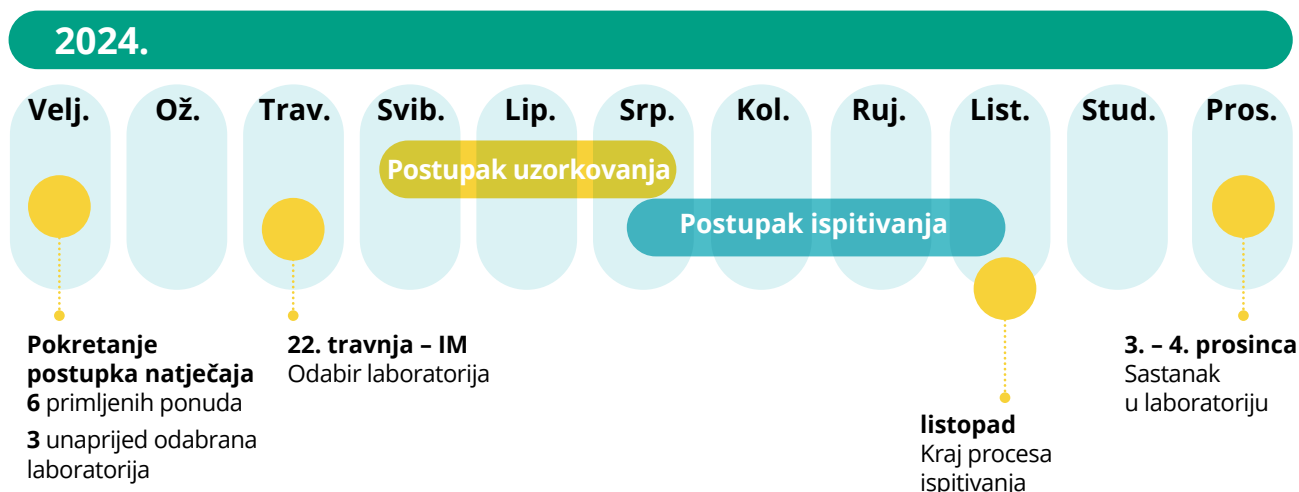 2024.
Velj. Ož. Trav. Svib. Lip. Srp. Kol. Ruj. List. Stud. Pros.
Postupak uzorkovanja
Postupak ispitivanja
Pokretanje
postupka natječaja
6 primljenih ponuda
3 unaprijed odabrana
laboratorija
22. travnja – IM
Odabir laboratorija
listopad
Kraj procesa
ispitivanja
3. – 4. prosinca
Sastanak
u laboratoriju